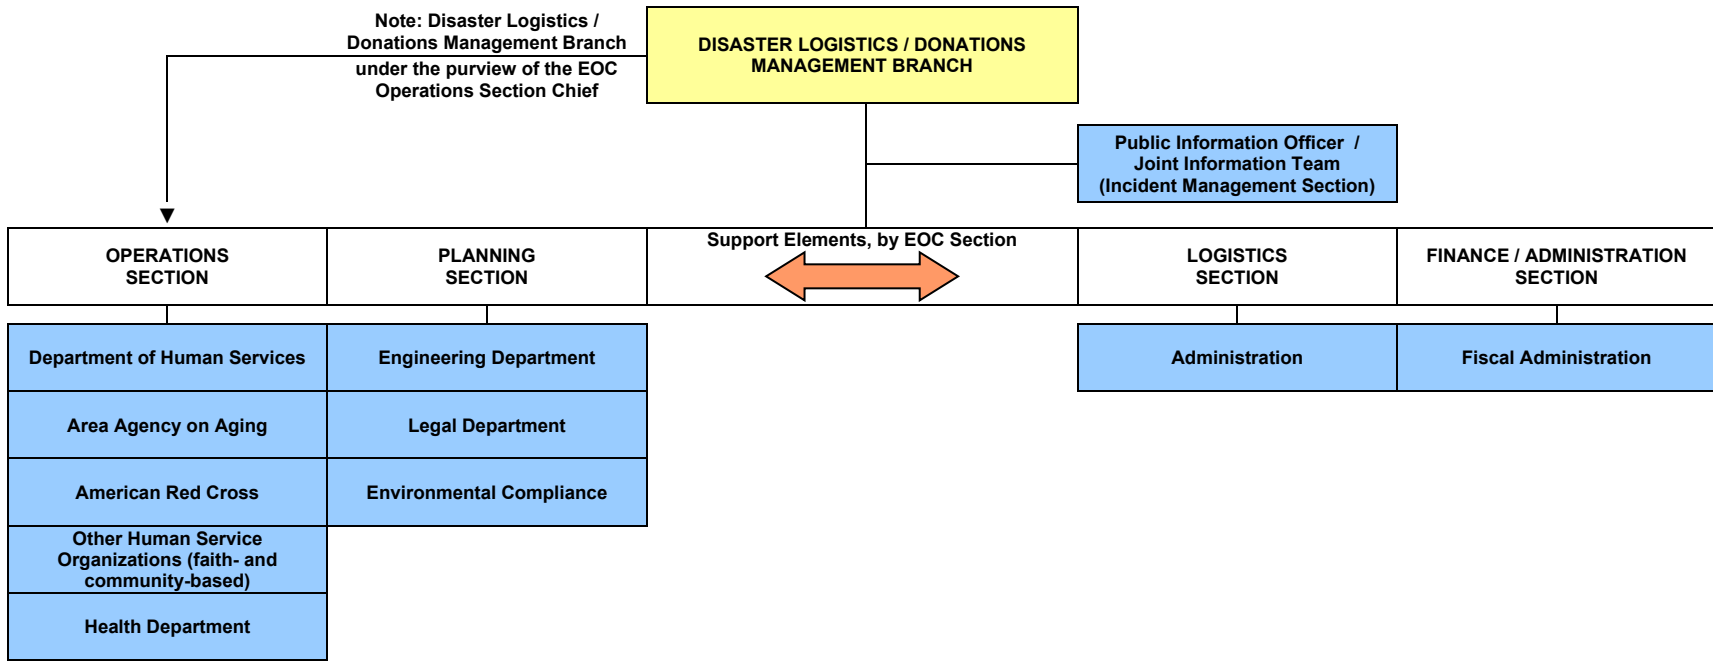 Note: Disaster Logistics /
Donations Management Branch
under the purview of the EOC
Operations Section Chief
DISASTER LOGISTICS / DONATIONS
MANAGEMENT BRANCH
Public Information Officer /
Joint Information Team
(Incident Management Section)
OPERATIONS
SECTION
PLANNING
SECTION
Support Elements, by EOC Section
LOGISTICS
SECTION
FINANCE / ADMINISTRATION
SECTION
Department of Human Services
Engineering Department
Administration
Fiscal Administration
Area Agency on Aging
Legal Department
American Red Cross
Environmental Compliance
Other Human Service
Organizations (faith- and
community-based)
Health Department